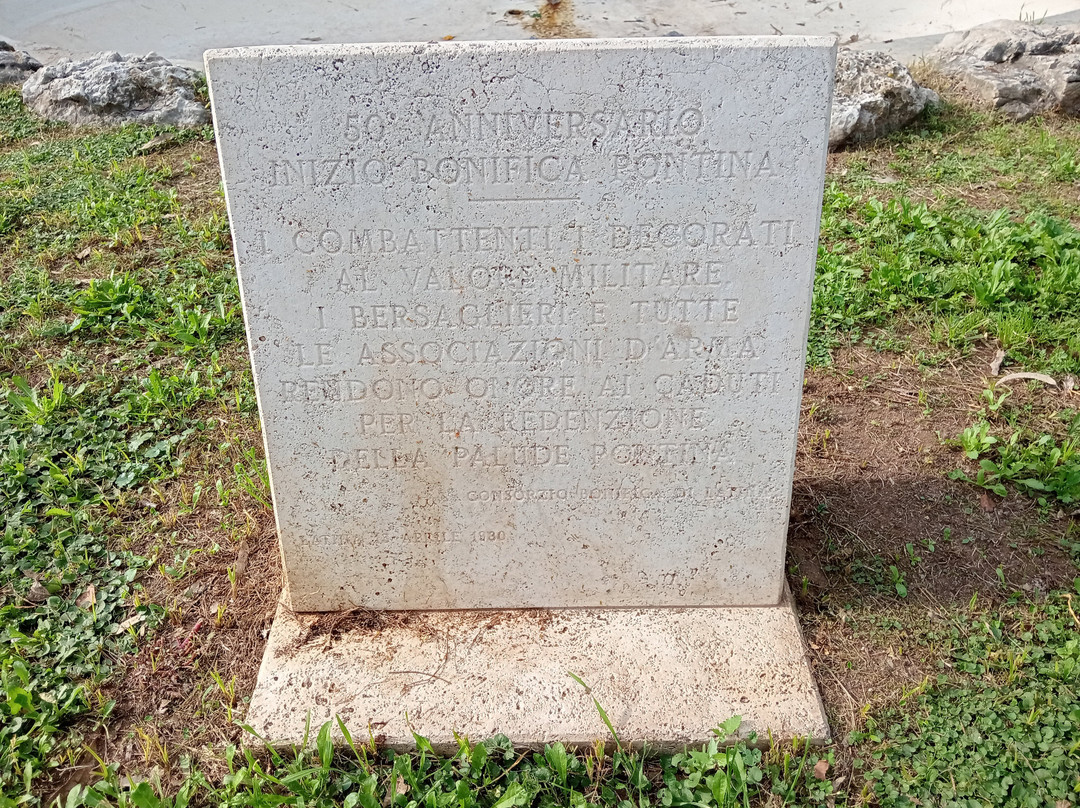 50° ANNIVERSARIO
INIZIO BONIFICA PONTINA
I COMBATTENTI I DECORATI
AL VALORE MILITARE
I BERSAGLIERI E TUTTE
LE ASSOCIAZIONI D'ARMA
RENDONO ONORE AI CADUTI
PER LA REDENZIONE
DELLA PALUDE PONTINA
CONSORZIO BONIFICA DI LATINA
LATINA APRILE 1980